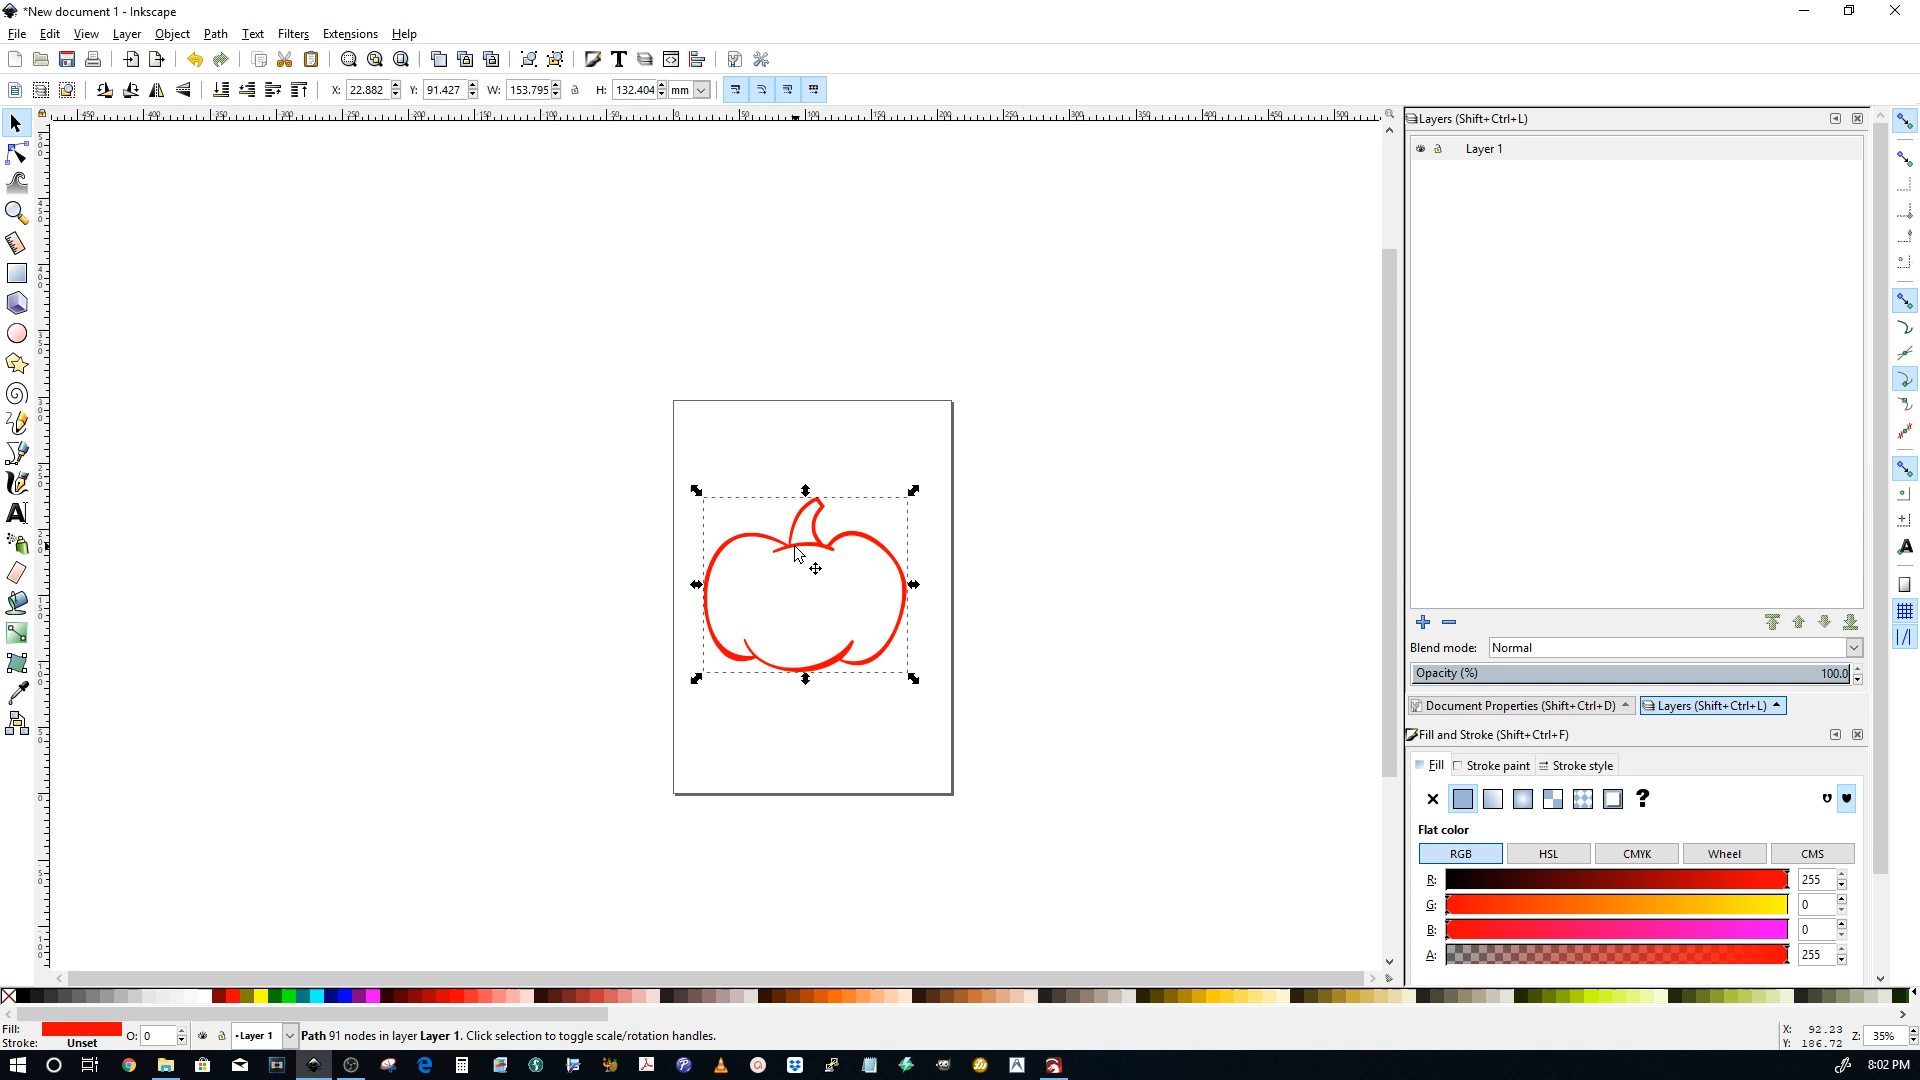 *New document 1 - Inkscape
File Edit View Layer Object Path Text Filters Extensions Help
X: 22.882 Y: 91.427 W: 153.795 H: 132.404 mm
Layers (Shift+Ctrl+L)
Layer 1
Blend mode: Normal
Opacity (%) 100.0
Document Properties (Shift+Ctrl+D) Layers (Shift+Ctrl+L)
Fill and Stroke (Shift+Ctrl+F)
Fill Stroke paint Stroke style
Flat color
RGB HSL CMYK Wheel CMS
R: 255
G: 0
B: 0
A: 255
Fill: O: 0 •Layer 1 Path 91 nodes in layer Layer 1. Click selection to toggle scale/rotation handles. X: 92.23 Z: 35%
Stroke: Unset Y: 186.72
8:02 PM